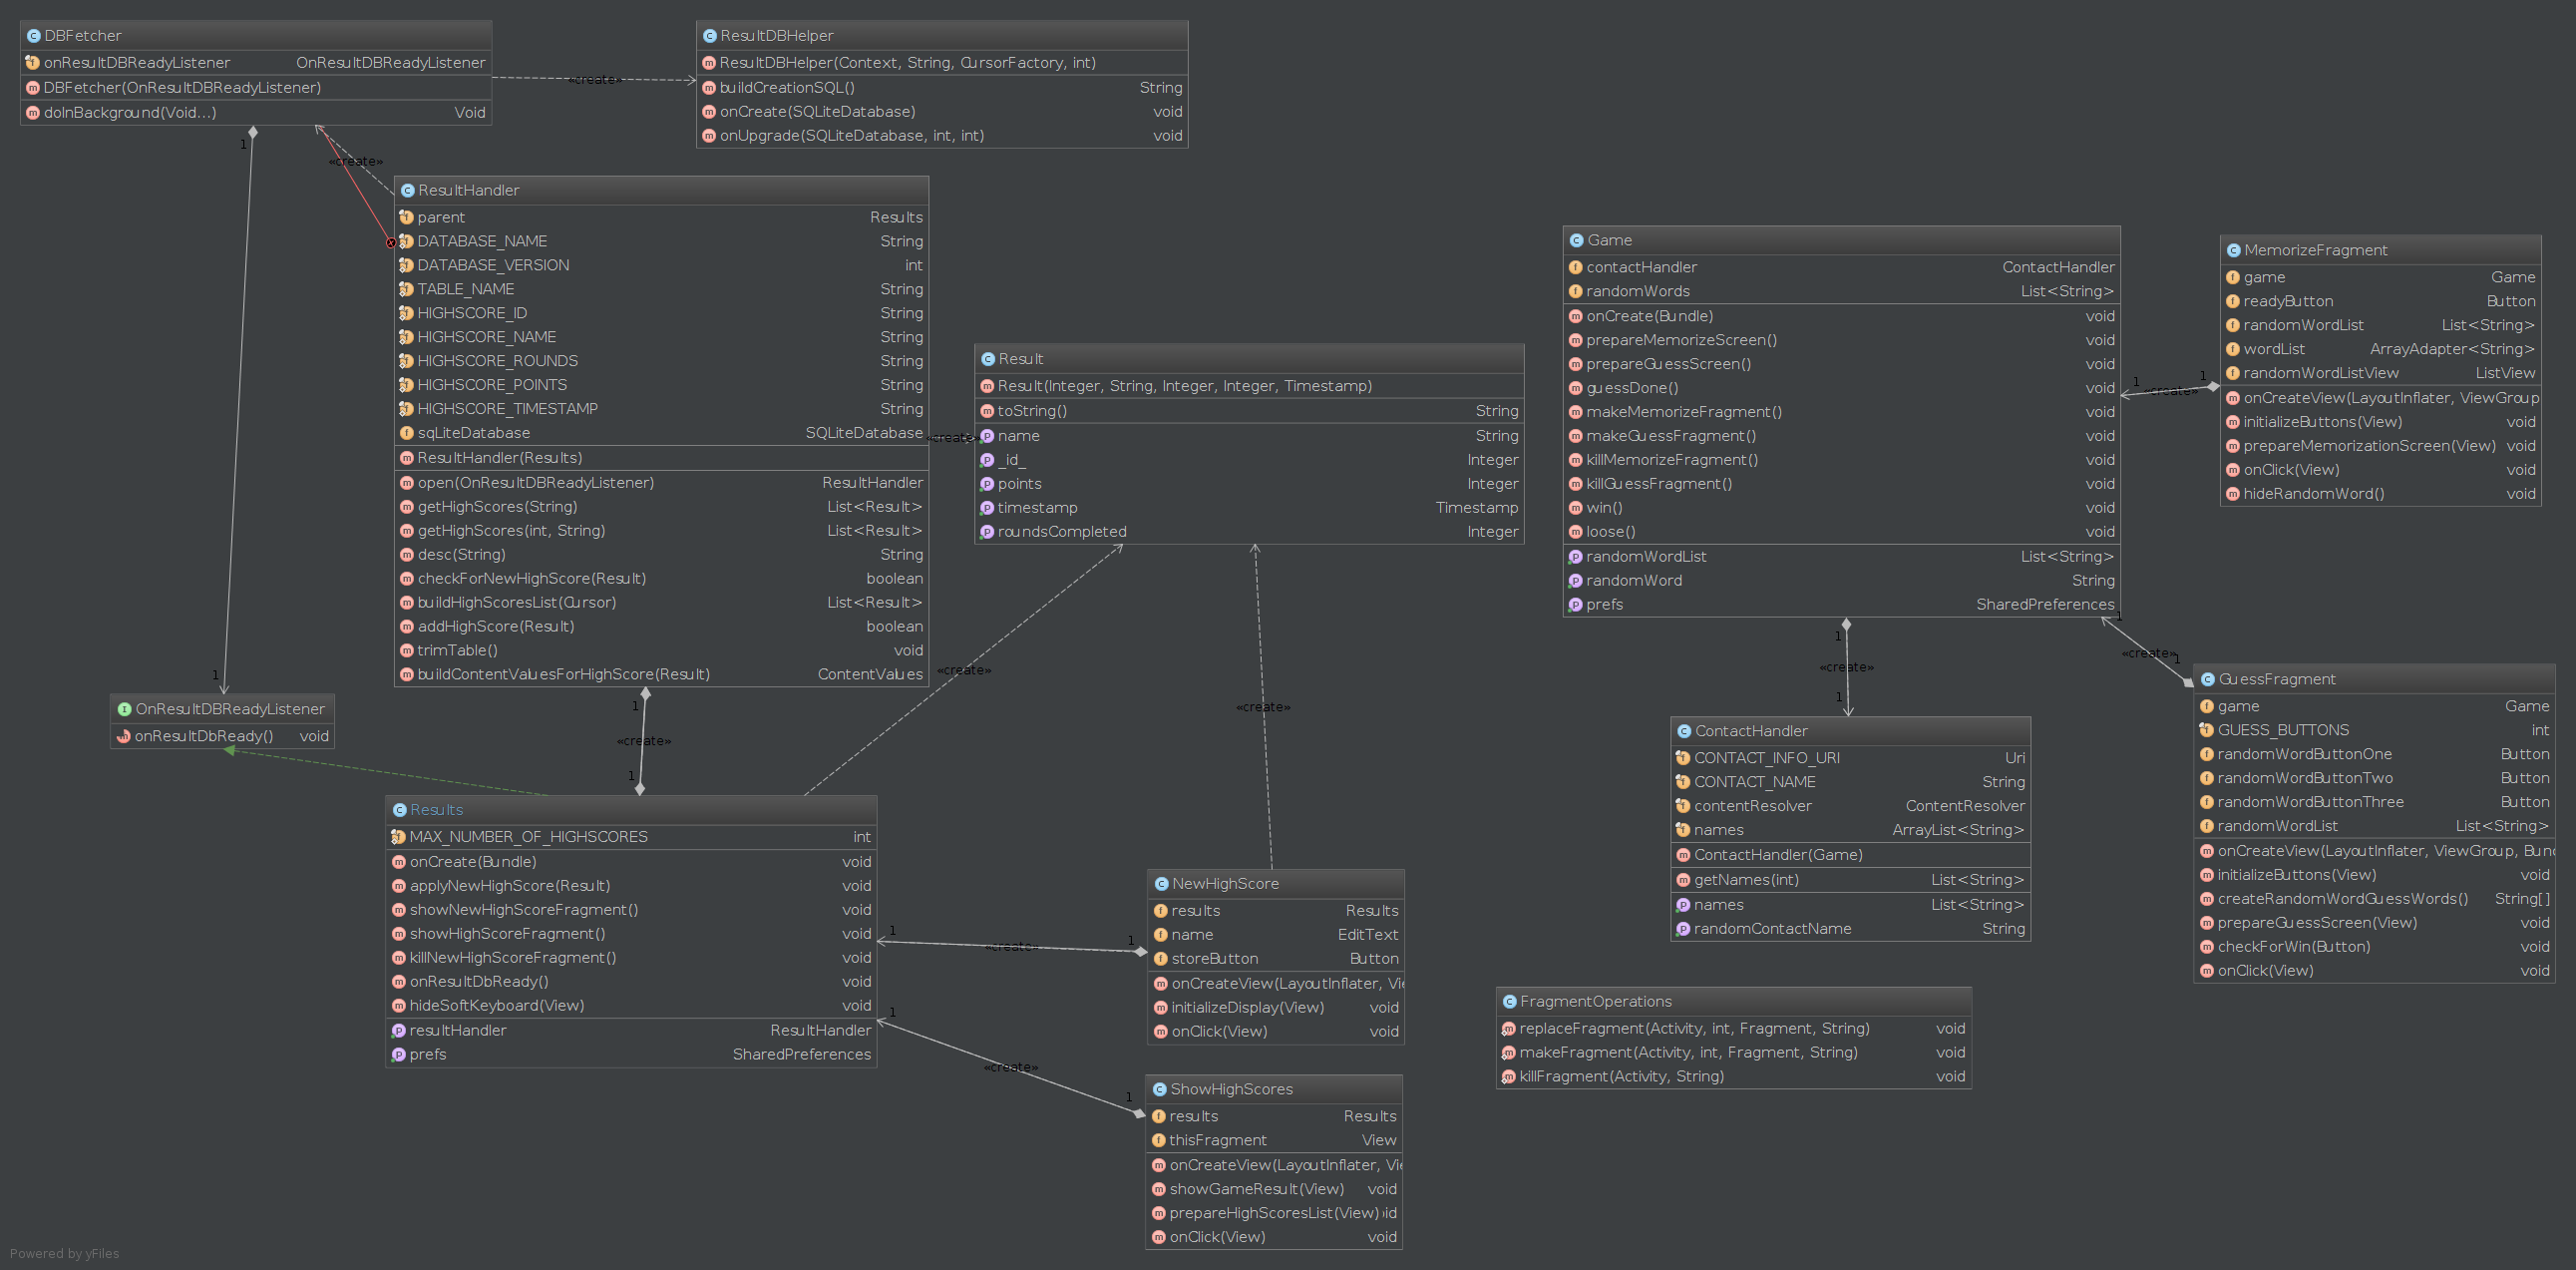 DBFetcher
onResultDBReadyListener OnResultDBReadyListener
DBFetcher(OnResultDBReadyListener)
doInBackground(Void...) Void
«create»
ResultDBHelper
ResultDBHelper(Context, String, CursorFactory, int)
buildCreationSQL() String
onCreate(SQLiteDatabase) void
onUpgrade(SQLiteDatabase, int, int) void
1
«create»
ResultHandler
parent Results
DATABASE_NAME String
DATABASE_VERSION int
TABLE_NAME String
HIGHSCORE_ID String
HIGHSCORE_NAME String
HIGHSCORE_ROUNDS String
HIGHSCORE_POINTS String
HIGHSCORE_TIMESTAMP String
sqLiteDatabase SQLiteDatabase
ResultHandler(Results)
open(OnResultDBReadyListener) ResultHandler
getHighScores(String) List<Result>
getHighScores(int, String) List<Result>
desc(String) String
checkForNewHighScore(Result) boolean
buildHighScoresList(Cursor) List<Result>
addHighScore(Result) boolean
trimTable() void
buildContentValuesForHighScore(Result) ContentValues
«create»
Result
Result(Integer, String, Integer, Integer, Timestamp)
toString() String
name String
_id_ Integer
points Integer
timestamp Timestamp
roundsCompleted Integer
Game
contactHandler ContactHandler
randomWords List<String>
onCreate(Bundle) void
prepareMemorizeScreen() void
prepareGuessScreen() void
guessDone() void
makeMemorizeFragment() void
makeGuessFragment() void
killMemorizeFragment() void
killGuessFragment() void
win() void
loose() void
randomWordList List<String>
randomWord String
prefs SharedPreferences
1 «create» 1
MemorizeFragment
game Game
readyButton Button
randomWordList List<String>
wordList ArrayAdapter<String>
randomWordListView ListView
onCreateView(LayoutInflater, ViewGroup
initializeButtons(View) void
prepareMemorizationScreen(View) void
onClick(View) void
hideRandomWord() void
1
«create»
1
1
«create»
1
GuessFragment
game Game
GUESS_BUTTONS int
randomWordButtonOne Button
randomWordButtonTwo Button
randomWordButtonThree Button
randomWordList List<String>
onCreateView(LayoutInflater, ViewGroup, Bun
initializeButtons(View) void
createRandomWordGuessWords() String[]
prepareGuessScreen(View) void
checkForWin(Button) void
onClick(View) void
ContactHandler
CONTACT_INFO_URI Uri
CONTACT_NAME String
contentResolver ContentResolver
names ArrayList<String>
ContactHandler(Game)
getNames(int) List<String>
names List<String>
randomContactName String
1
OnResultDBReadyListener
onResultDbReady() void
1
«create»
1
«create»
«create»
Results
MAX_NUMBER_OF_HIGHSCORES int
onCreate(Bundle) void
applyNewHighScore(Result) void
showNewHighScoreFragment() void
showHighScoreFragment() void
killNewHighScoreFragment() void
onResultDbReady() void
hideSoftKeyboard(View) void
resultHandler ResultHandler
prefs SharedPreferences
1 «create» 1
NewHighScore
results Results
name EditText
storeButton Button
onCreateView(LayoutInflater, Vie
initializeDisplay(View) void
onClick(View) void
1
«create»
1
ShowHighScores
results Results
thisFragment View
onCreateView(LayoutInflater, Vie
showGameResult(View) void
prepareHighScoresList(View) id
onClick(View) void
FragmentOperations
replaceFragment(Activity, int, Fragment, String) void
makeFragment(Activity, int, Fragment, String) void
killFragment(Activity, String) void
Powered by yFiles